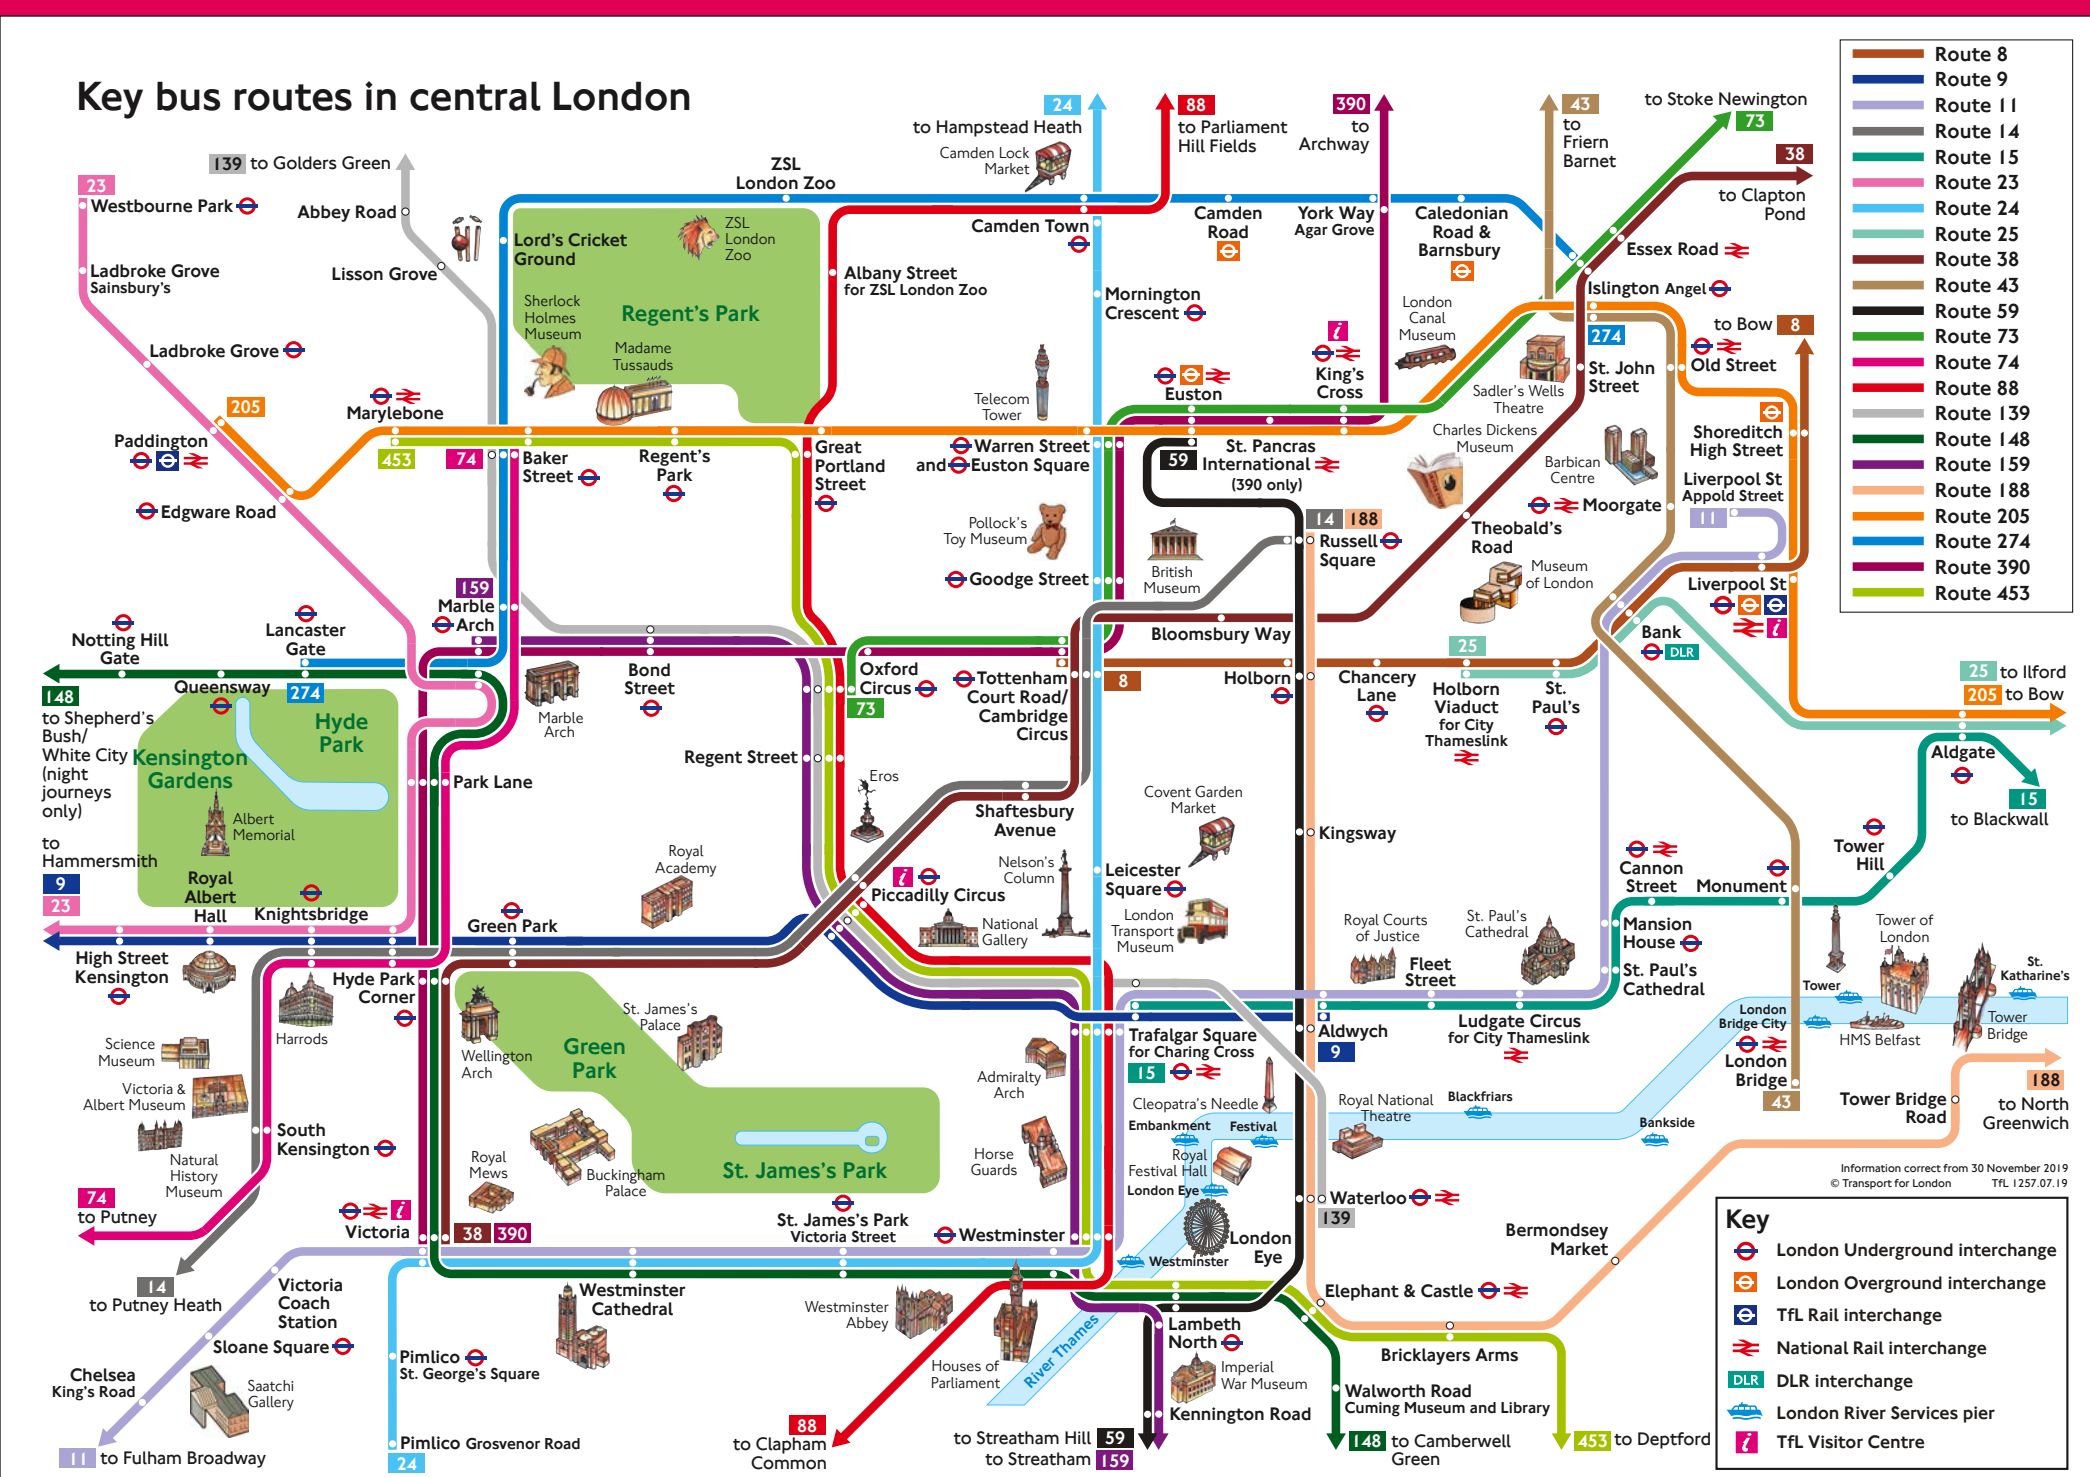 Key bus routes in central London
Route 8
Route 9
Route 11
Route 14
Route 15
Route 23
Route 24
Route 25
Route 38
Route 43
Route 59
Route 73
Route 74
Route 88
Route 139
Route 148
Route 159
Route 188
Route 205
Route 274
Route 390
Route 453
24
to Hampstead Heath
Camden Lock
Market
88
to Parliament
Hill Fields
390
to
Archway
43
to
Friern
Barnet
to Stoke Newington
73
38
to Clapton
Pond
139 to Golders Green
23
Westbourne Park
Abbey Road
Lisson Grove
Ladbroke Grove
Sainsbury's
Ladbroke Grove
ZSL
London Zoo
Lord's Cricket
Ground
ZSL
London
Zoo
Sherlock
Holmes
Museum
Regent's Park
Madame
Tussauds
Albany Street
for ZSL London Zoo
Camden Town
Mornington
Crescent
Camden
Road
York Way
Agar Grove
Caledonian
Road &
Barnsbury
Essex Road
Islington Angel
274
London
Canal
Museum
to Bow 8
Old Street
St. John
Street
Sadler's Wells
Theatre
Charles Dickens
Museum
King's
Cross
Euston
Telecom
Tower
205
Marylebone
Paddington
453
74
Baker
Street
Regent's
Park
Great
Portland
Street
Warren Street
and Euston Square
59
St. Pancras
International
(390 only)
Shoreditch
High Street
Barbican
Centre
Liverpool St
Appold Street
11
Moorgate
Edgware Road
Pollock's
Toy Museum
Goodge Street
British
Museum
14 188
Russell
Square
Theobald's
Road
Museum
of London
Liverpool St
159
Marble
Arch
Notting Hill
Gate
Lancaster
Gate
Bloomsbury Way
25
Bank
DLR
148
to Shepherd's
Bush/
White City
(night
journeys
only)
Queensway
274
Hyde
Park
Kensington
Gardens
Marble
Arch
Bond
Street
Oxford
Circus
73
Tottenham
Court Road/
Cambridge
Circus
8
Holborn
Chancery
Lane
Holborn
Viaduct
for City
Thameslink
St.
Paul's
25 to Ilford
205 to Bow
Aldgate
15
to Blackwall
Regent Street
Park Lane
Albert
Memorial
Eros
Shaftesbury
Avenue
Covent Garden
Market
Kingsway
Tower
Hill
to
Hammersmith
9
23
Royal
Albert
Hall
Knightsbridge
Royal
Academy
Green Park
Piccadilly Circus
National
Gallery
Nelson's
Column
Leicester
Square
London
Transport
Museum
Royal Courts
of Justice
St. Paul's
Cathedral
Fleet
Street
Cannon
Street
Monument
Mansion
House
St. Paul's
Cathedral
Tower of
London
St.
Katharine's
High Street
Kensington
Harrods
Hyde Park
Corner
Wellington
Arch
St. James's
Palace
Green
Park
Admiralty
Arch
Trafalgar Square
for Charing Cross
15
Aldwych
9
Ludgate Circus
for City Thameslink
Tower
London
Bridge City
HMS Belfast
Tower
Bridge
London
Bridge
43
Science
Museum
Victoria &
Albert Museum
Natural
History
Museum
South
Kensington
Cleopatra's Needle
Embankment
Festival
Royal
Festival Hall
London Eye
Royal National
Theatre
Blackfriars
Bankside
Tower Bridge
Road
188
to North
Greenwich
Royal
Mews
Buckingham
Palace
St. James's Park
Horse
Guards
74
to Putney
Victoria
38 390
St. James's Park
Victoria Street
Westminster
Westminster
London
Eye
Waterloo
139
Bermondsey
Market
Information correct from 30 November 2019
© Transport for London TfL 1257.07.19
14
to Putney Heath
Victoria
Coach
Station
Sloane Square
Westminster
Cathedral
Westminster
Abbey
Houses of
Parliament
River Thames
Elephant & Castle
Lambeth
North
Imperial
War Museum
Bricklayers Arms
Chelsea
King's Road
Saatchi
Gallery
Pimlico
St. George's Square
Walworth Road
Cuming Museum and Library
Kennington Road
11 to Fulham Broadway
Pimlico Grosvenor Road
24
88
to Clapham
Common
to Streatham Hill 59
to Streatham 159
148 to Camberwell
Green
453 to Deptford
Key
London Underground interchange
London Overground interchange
TfL Rail interchange
National Rail interchange
DLR DLR interchange
London River Services pier
i TfL Visitor Centre